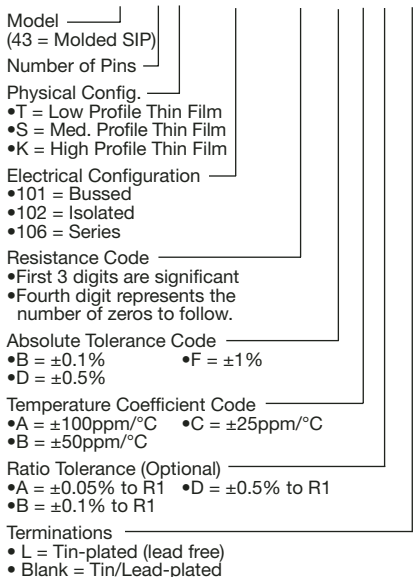 Model
(43 = Molded SIP)
Number of Pins
Physical Config.
•T = Low Profile Thin Film
•S = Med. Profile Thin Film
•K = High Profile Thin Film
Electrical Configuration
•101 = Bussed
•102 = Isolated
•106 = Series
Resistance Code
•First 3 digits are significant
•Fourth digit represents the
number of zeros to follow.
Absolute Tolerance Code
•B = ±0.1% •F = ±1%
•D = ±0.5%
Temperature Coefficient Code
•A = ±100ppm/°C •C = ±25ppm/°C
•B = ±50ppm/°C
Ratio Tolerance (Optional)
•A = ±0.05% to R1 •D = ±0.5% to R1
•B = ±0.1% to R1
Terminations
• L = Tin-plated (lead free)
• Blank = Tin/Lead-plated